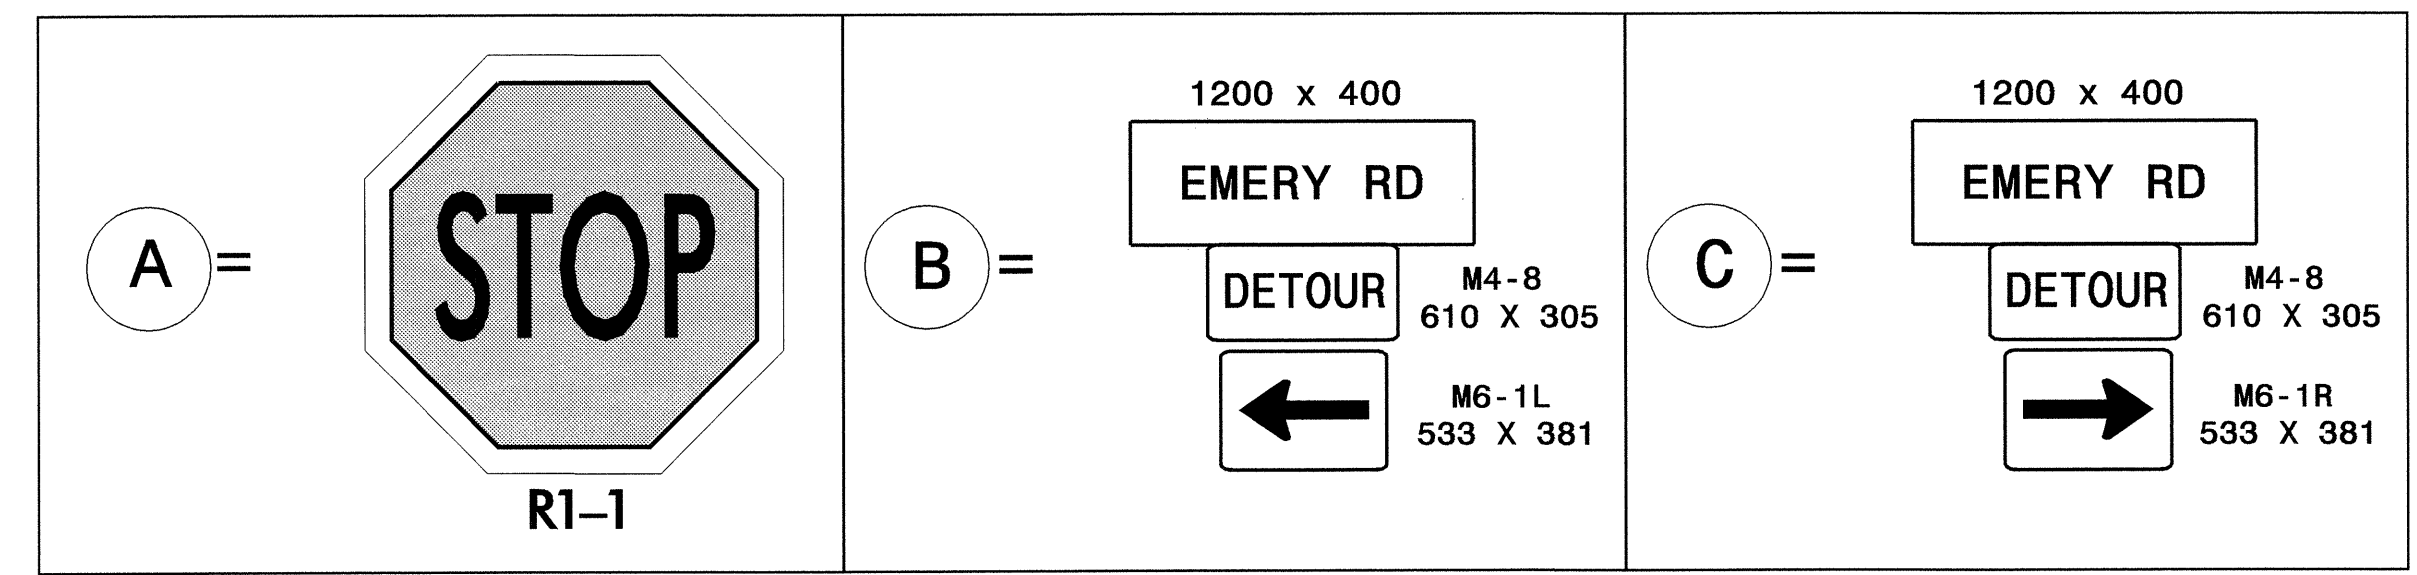 A =
STOP
R1–1
B =
1200 x 400
EMERY RD
DETOUR
M4-8
610 X 305
M6-1L
533 X 381
C =
1200 x 400
EMERY RD
DETOUR
M4-8
610 X 305
M6-1R
533 X 381